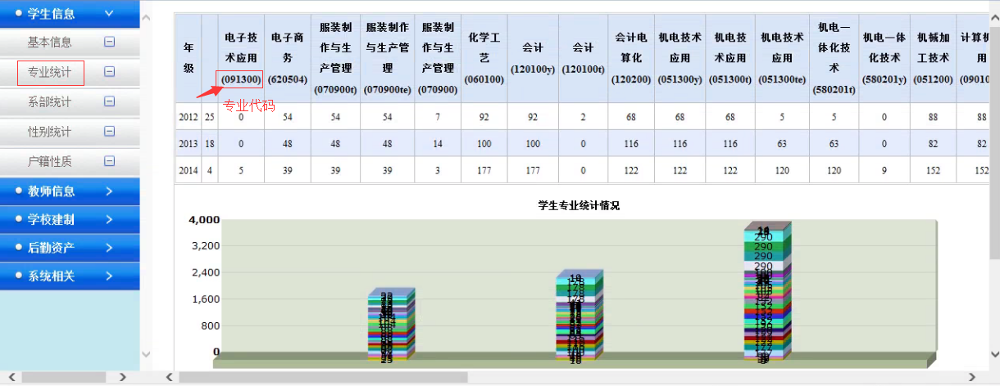 学生信息
基本信息
专业统计
系部统计
性别统计
户籍性质
教师信息
学校建制
后勤资产
系统相关
年级
电子技术应用
(091300)
电子商务
(620504)
服装制作与生产管理
(070900t)
服装制作与生产管理
(070900te)
服装制作与生产管理
(070900)
化学工艺
(060100)
会计
(120100y)
会计
(120100t)
会计电算化
(120200)
机电技术应用
(051300y)
机电技术应用
(051300t)
机电技术应用
(051300te)
机电一体化技术
(580201t)
机电一体化技术
(580201y)
机械加工技术
(051200)
计算机
用
(09010
专业代码
2012 25 0 54 54 54 7 92 92 2 68 68 68 5 5 0 88 88
2013 18 0 48 48 48 14 100 100 0 116 116 116 63 63 0 82 82
2014 4 5 39 39 39 3 177 177 0 122 122 122 120 120 9 152 152
学生专业统计情况
4,000
3,200
2,400
1,600
800
0
178
178
178
290
290
290
290